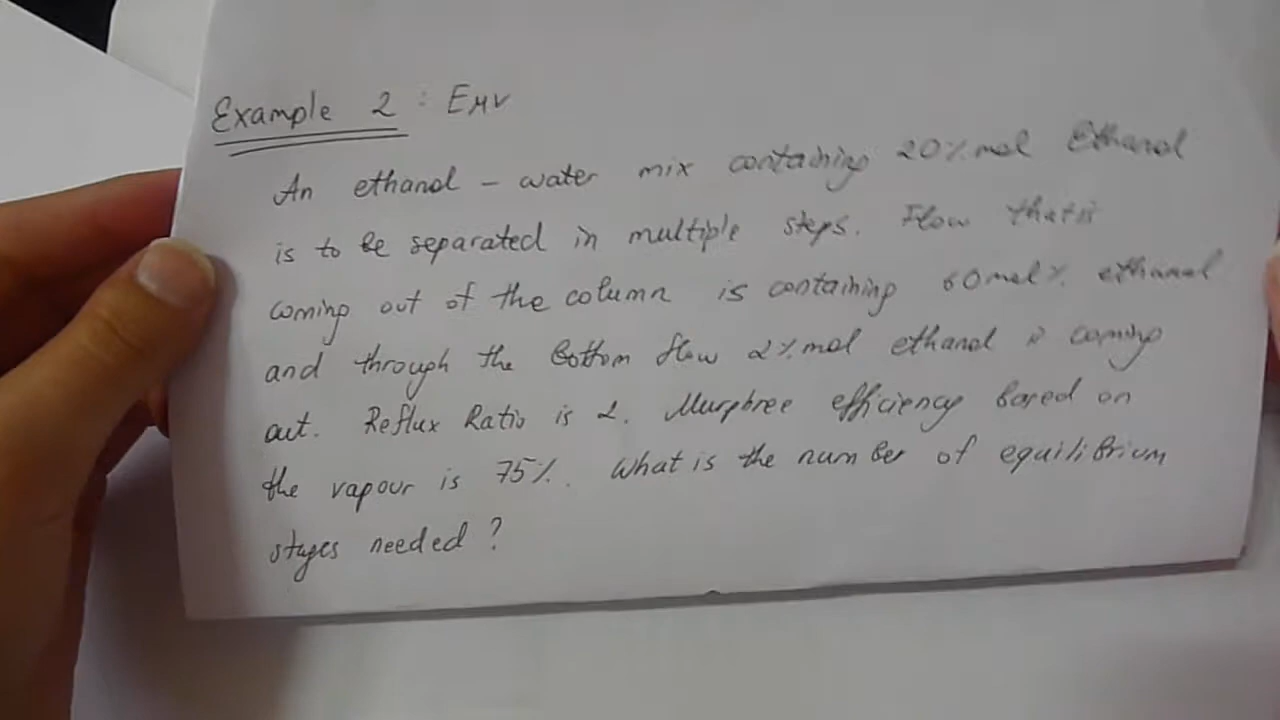 Example 2 : EMV
An ethanol - water mix containing 20%mol Ethanol
is to be separated in multiple steps. Flow that is
coming out of the column is containing 60mol% ethanol
and through the bottom flow 2%mol ethanol is coming
out. Reflux Ratio is 2. Murphree efficiency based on
the vapour is 75%. What is the number of equilibrium
stages needed?